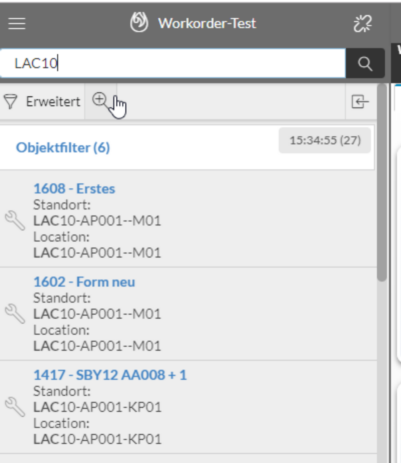 Workorder-Test
LAC10
Erweitert
Objektfilter (6)
15:34:55 (27)
1608 - Erstes
Standort:
LAC10-AP001--M01
Location:
LAC10-AP001--M01
1602 - Form neu
Standort:
LAC10-AP001--M01
Location:
LAC10-AP001--M01
1417 - SBY12 AA008 + 1
Standort:
LAC10-AP001-KP01
Location:
LAC10-AP001-KP01